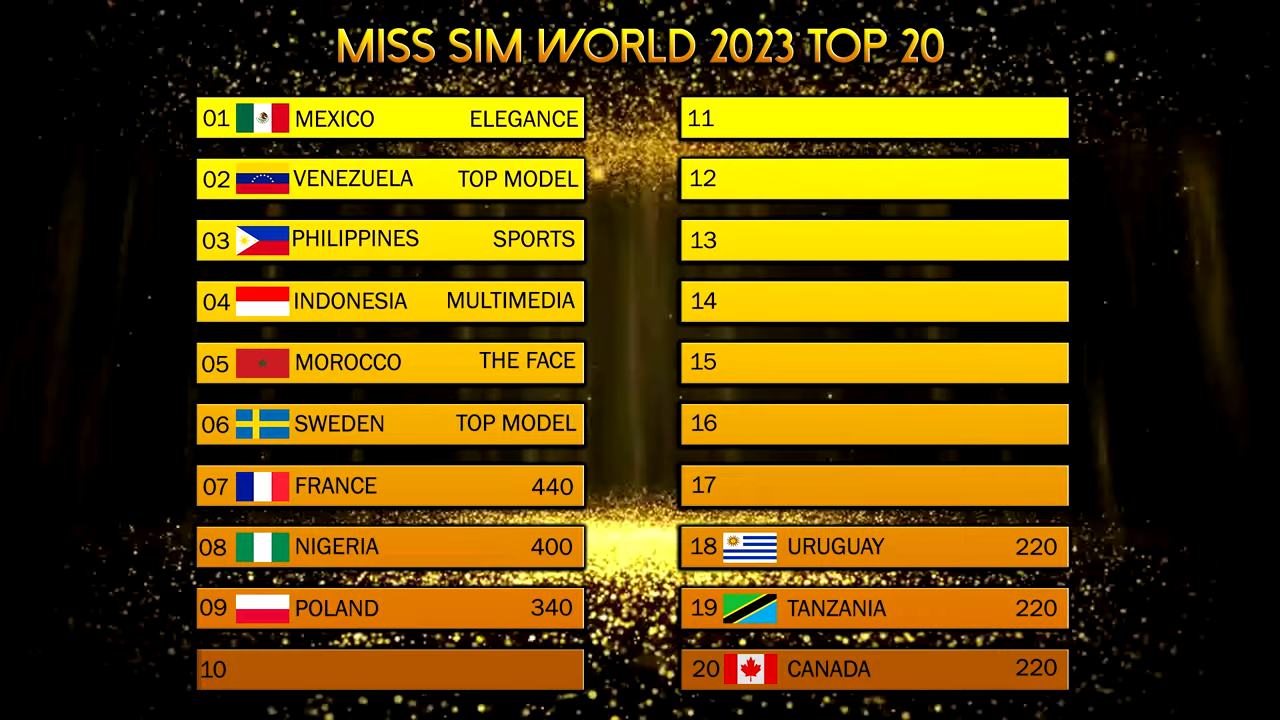 MISS SIM WORLD 2023 TOP 20
01 MEXICO ELEGANCE
02 VENEZUELA TOP MODEL
03 PHILIPPINES SPORTS
04 INDONESIA MULTIMEDIA
05 MOROCCO THE FACE
06 SWEDEN TOP MODEL
07 FRANCE 440
08 NIGERIA 400
09 POLAND 340
10
11
12
13
14
15
16
17
18 URUGUAY 220
19 TANZANIA 220
20 CANADA 220